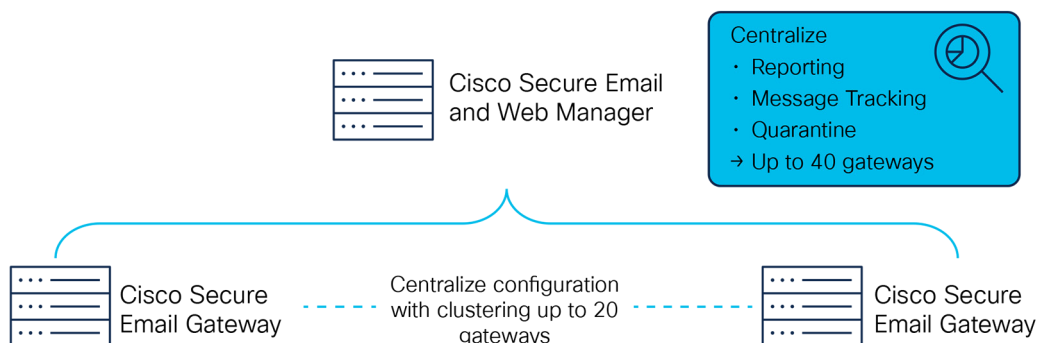 Centralize
· Reporting
· Message Tracking
· Quarantine
→ Up to 40 gateways
Cisco Secure Email
and Web Manager
Cisco Secure
Email Gateway
Centralize configuration
with clustering up to 20
gateways
Cisco Secure
Email Gateway